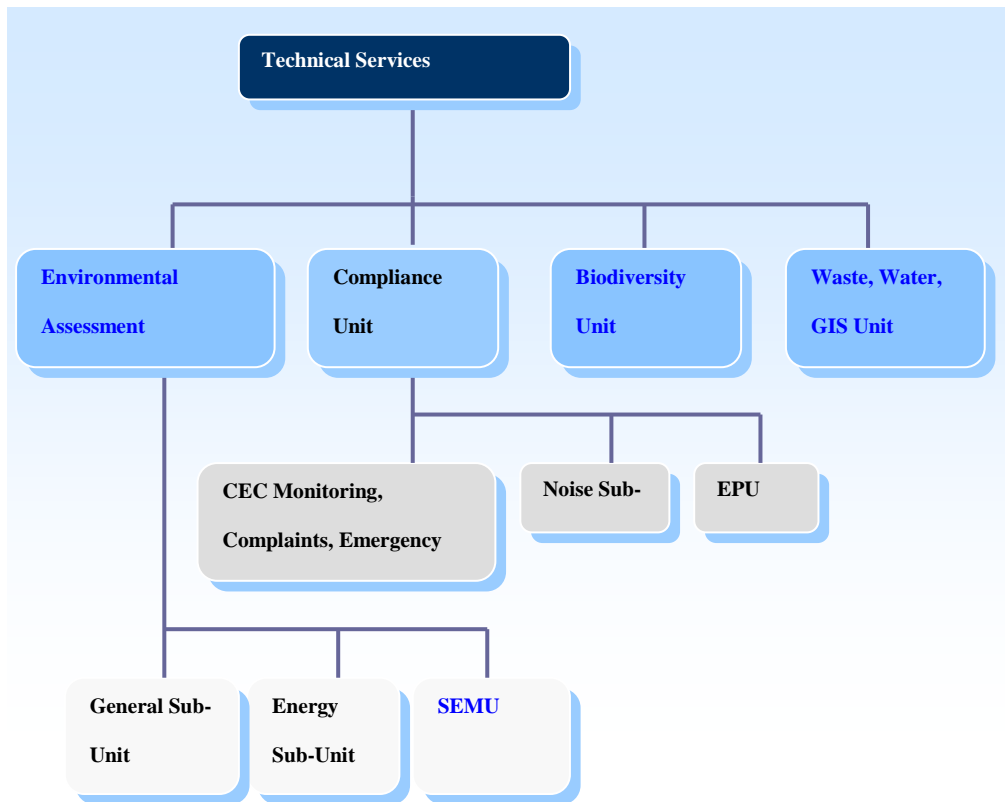 Technical Services
Environmental
Assessment
Compliance
Unit
Biodiversity
Unit
Waste, Water,
GIS Unit
CEC Monitoring,
Complaints, Emergency
Noise Sub-
EPU
General Sub-
Unit
Energy
Sub-Unit
SEMU